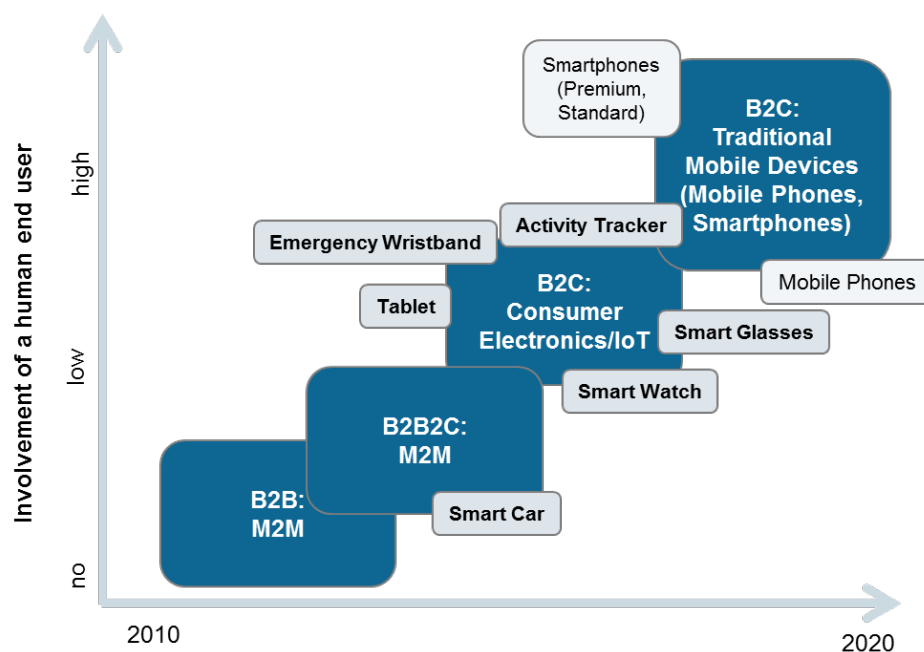 Involvement of a human end user
high
low
no
Smartphones
(Premium,
Standard)
B2C:
Traditional
Mobile Devices
(Mobile Phones,
Smartphones)
Mobile Phones
Activity Tracker
Emergency Wristband
Tablet
B2C:
Consumer
Electronics/IoT
Smart Glasses
Smart Watch
B2B2C:
M2M
Smart Car
B2B:
M2M
2010
2020